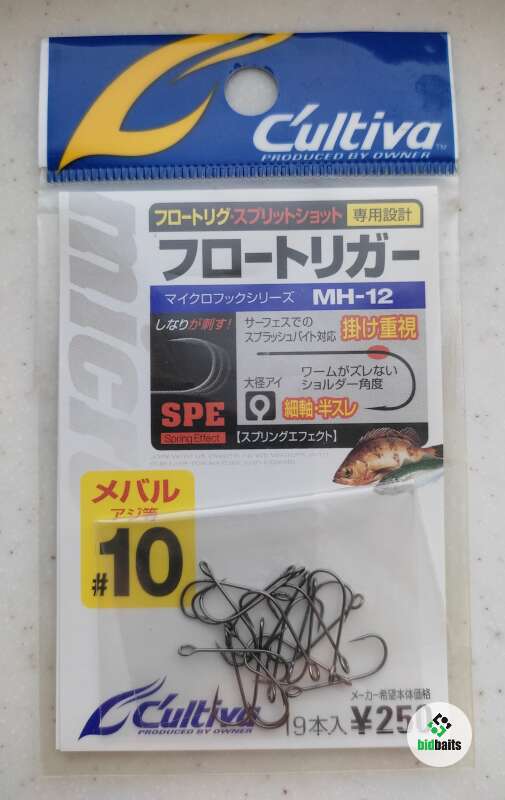 C'ultiva™
PRODUCED BY OWNER
micro
フロートリグ・スプリットショット 専用設計
フロートリガー
マイクロフックシリーズ MH-12
しなりが刺す!
サーフェスでの
スプラッシュバイト対応 掛け重視
大径アイ
ワームがズレない
ショルダー角度
SPE
Spring Effect
細軸・半スレ
【スプリングエフェクト】
メバル
アジ等
#10
C'ultiva
PRODUCED BY OWNER
メーカー希望本体価格
9本入 ¥250
bidbaits